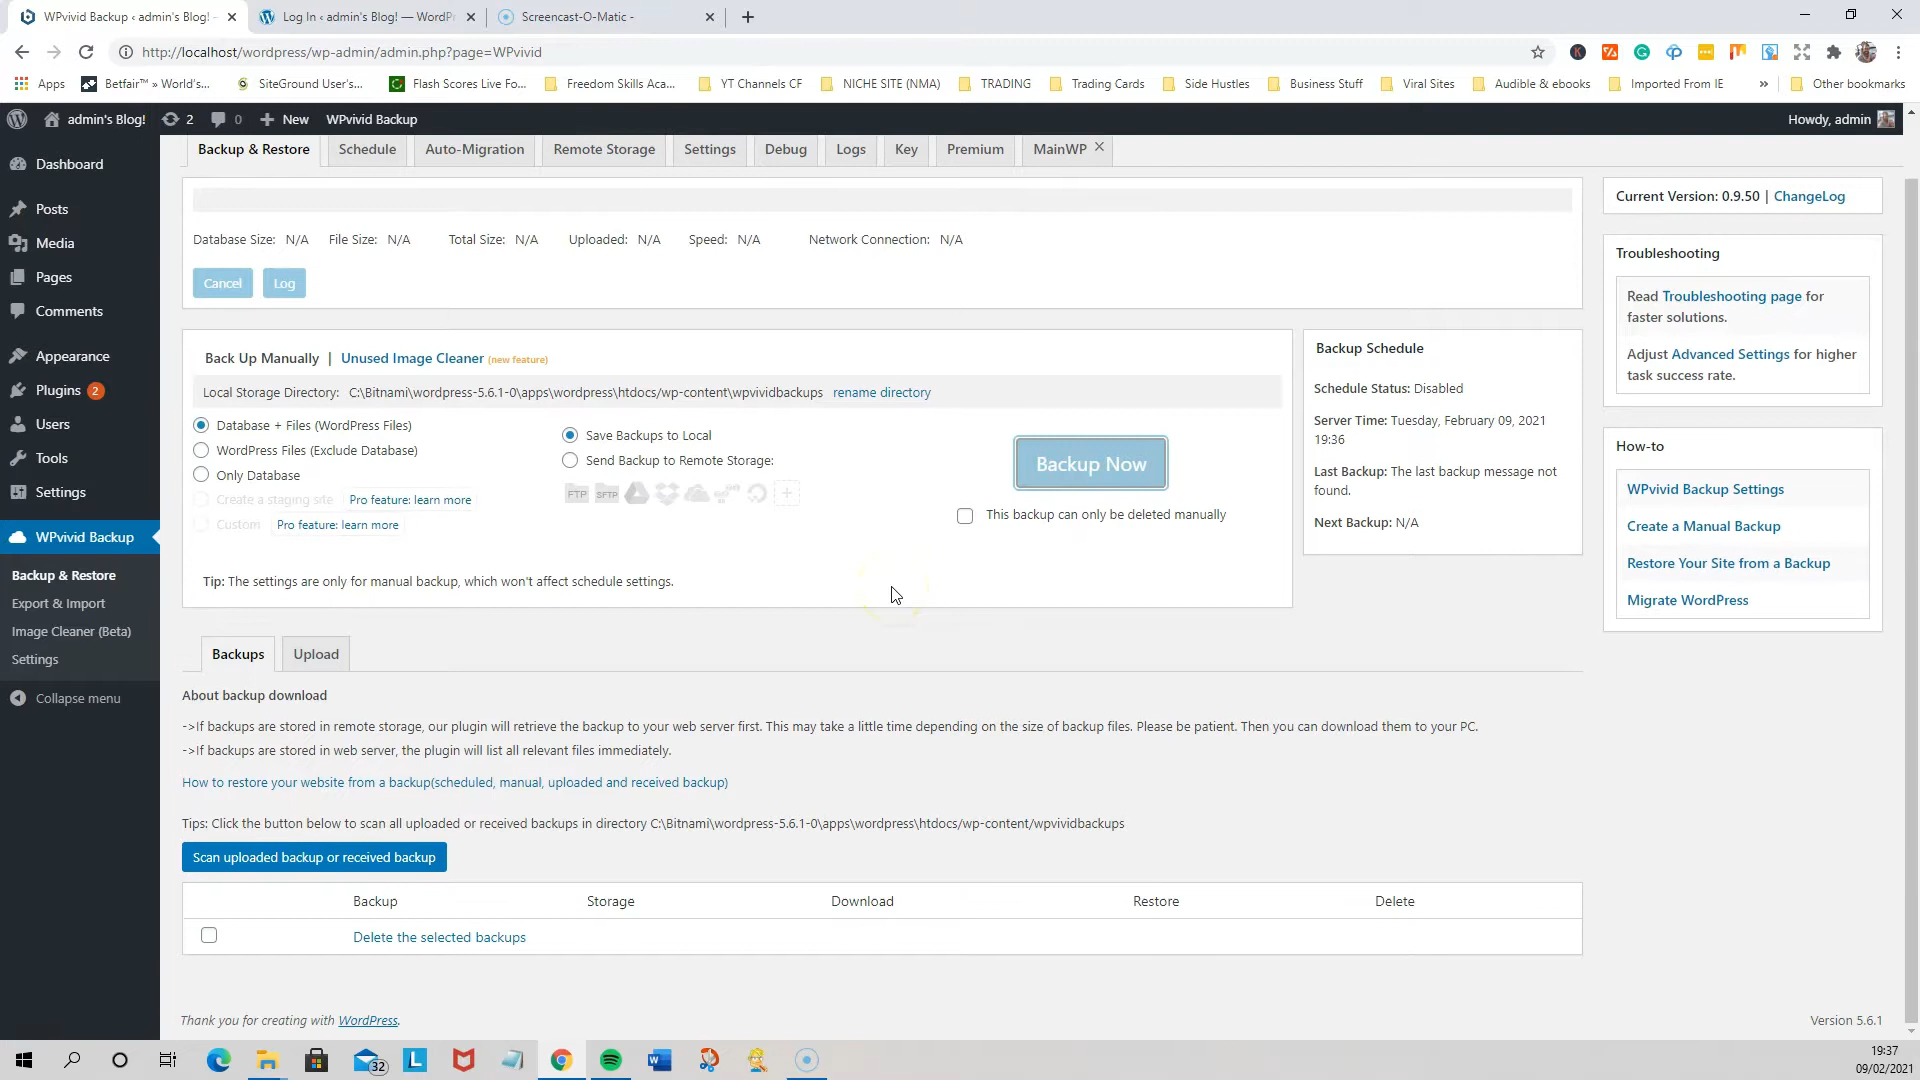 WPvivid Backup ‹ admin's Blog! -
Log In ‹ admin's Blog! — WordPr
Screencast-O-Matic -
http://localhost/wordpress/wp-admin/admin.php?page=WPvivid
Apps
Betfair™ » World's...
SiteGround User's...
Flash Scores Live Fo...
Freedom Skills Aca...
YT Channels CF
NICHE SITE (NMA)
TRADING
Trading Cards
Side Hustles
Business Stuff
Viral Sites
Audible & ebooks
Imported From IE
»
Other bookmarks
admin's Blog!
2
0
New
WPvivid Backup
Howdy, admin
Dashboard
Posts
Media
Pages
Comments
Appearance
Plugins 2
Users
Tools
Settings
WPvivid Backup
Backup & Restore
Export & Import
Image Cleaner (Beta)
Settings
Collapse menu
Backup & Restore
Schedule
Auto-Migration
Remote Storage
Settings
Debug
Logs
Key
Premium
MainWP
Database Size: N/A File Size: N/A Total Size: N/A Uploaded: N/A Speed: N/A Network Connection: N/A
Cancel
Log
Back Up Manually | Unused Image Cleaner (new feature)
Local Storage Directory: C:\Bitnami\wordpress-5.6.1-0\apps\wordpress\htdocs/wp-content\wpvividbackups rename directory
Database + Files (WordPress Files)
WordPress Files (Exclude Database)
Only Database
Create a staging site Pro feature: learn more
Custom Pro feature: learn more
Save Backups to Local
Send Backup to Remote Storage:
FTP
SFTP
Backup Now
This backup can only be deleted manually
Tip: The settings are only for manual backup, which won't affect schedule settings.
Backup Schedule
Schedule Status: Disabled
Server Time: Tuesday, February 09, 2021
19:36
Last Backup: The last backup message not
found.
Next Backup: N/A
Current Version: 0.9.50 | ChangeLog
Troubleshooting
Read Troubleshooting page for
faster solutions.
Adjust Advanced Settings for higher
task success rate.
How-to
WPvivid Backup Settings
Create a Manual Backup
Restore Your Site from a Backup
Migrate WordPress
Backups
Upload
About backup download
->If backups are stored in remote storage, our plugin will retrieve the backup to your web server first. This may take a little time depending on the size of backup files. Please be patient. Then you can download them to your PC.
->If backups are stored in web server, the plugin will list all relevant files immediately.
How to restore your website from a backup(scheduled, manual, uploaded and received backup)
Tips: Click the button below to scan all uploaded or received backups in directory C:\Bitnami\wordpress-5.6.1-0\apps\wordpress\htdocs/wp-content/wpvividbackups
Scan uploaded backup or received backup
Backup Storage Download Restore Delete
Delete the selected backups
Thank you for creating with WordPress.
Version 5.6.1
32
19:37
09/02/2021